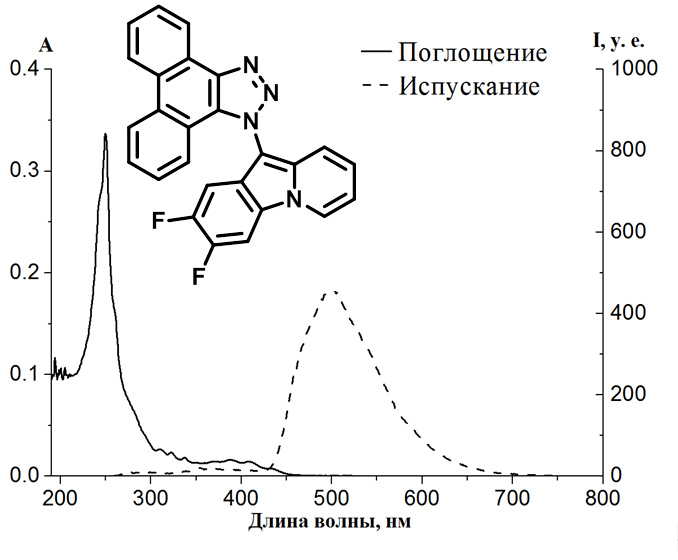 A
I, у. е.
Поглощение
Испускание
0.4
0.3
0.2
0.1
0.0
1000
800
600
400
200
0
N
N
N
N
F
F
200 300 400 500 600 700 800
Длина волны, нм